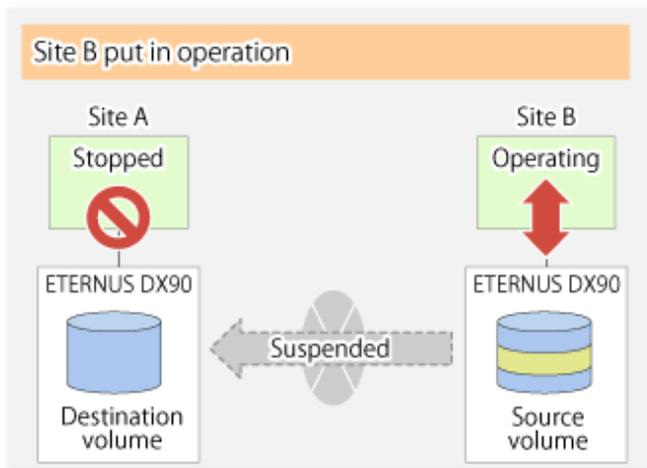 Site B put in operation
Site A
Site B
Stopped
Operating
ETERNUS DX90
ETERNUS DX90
Suspended
Destination
volume
Source
volume